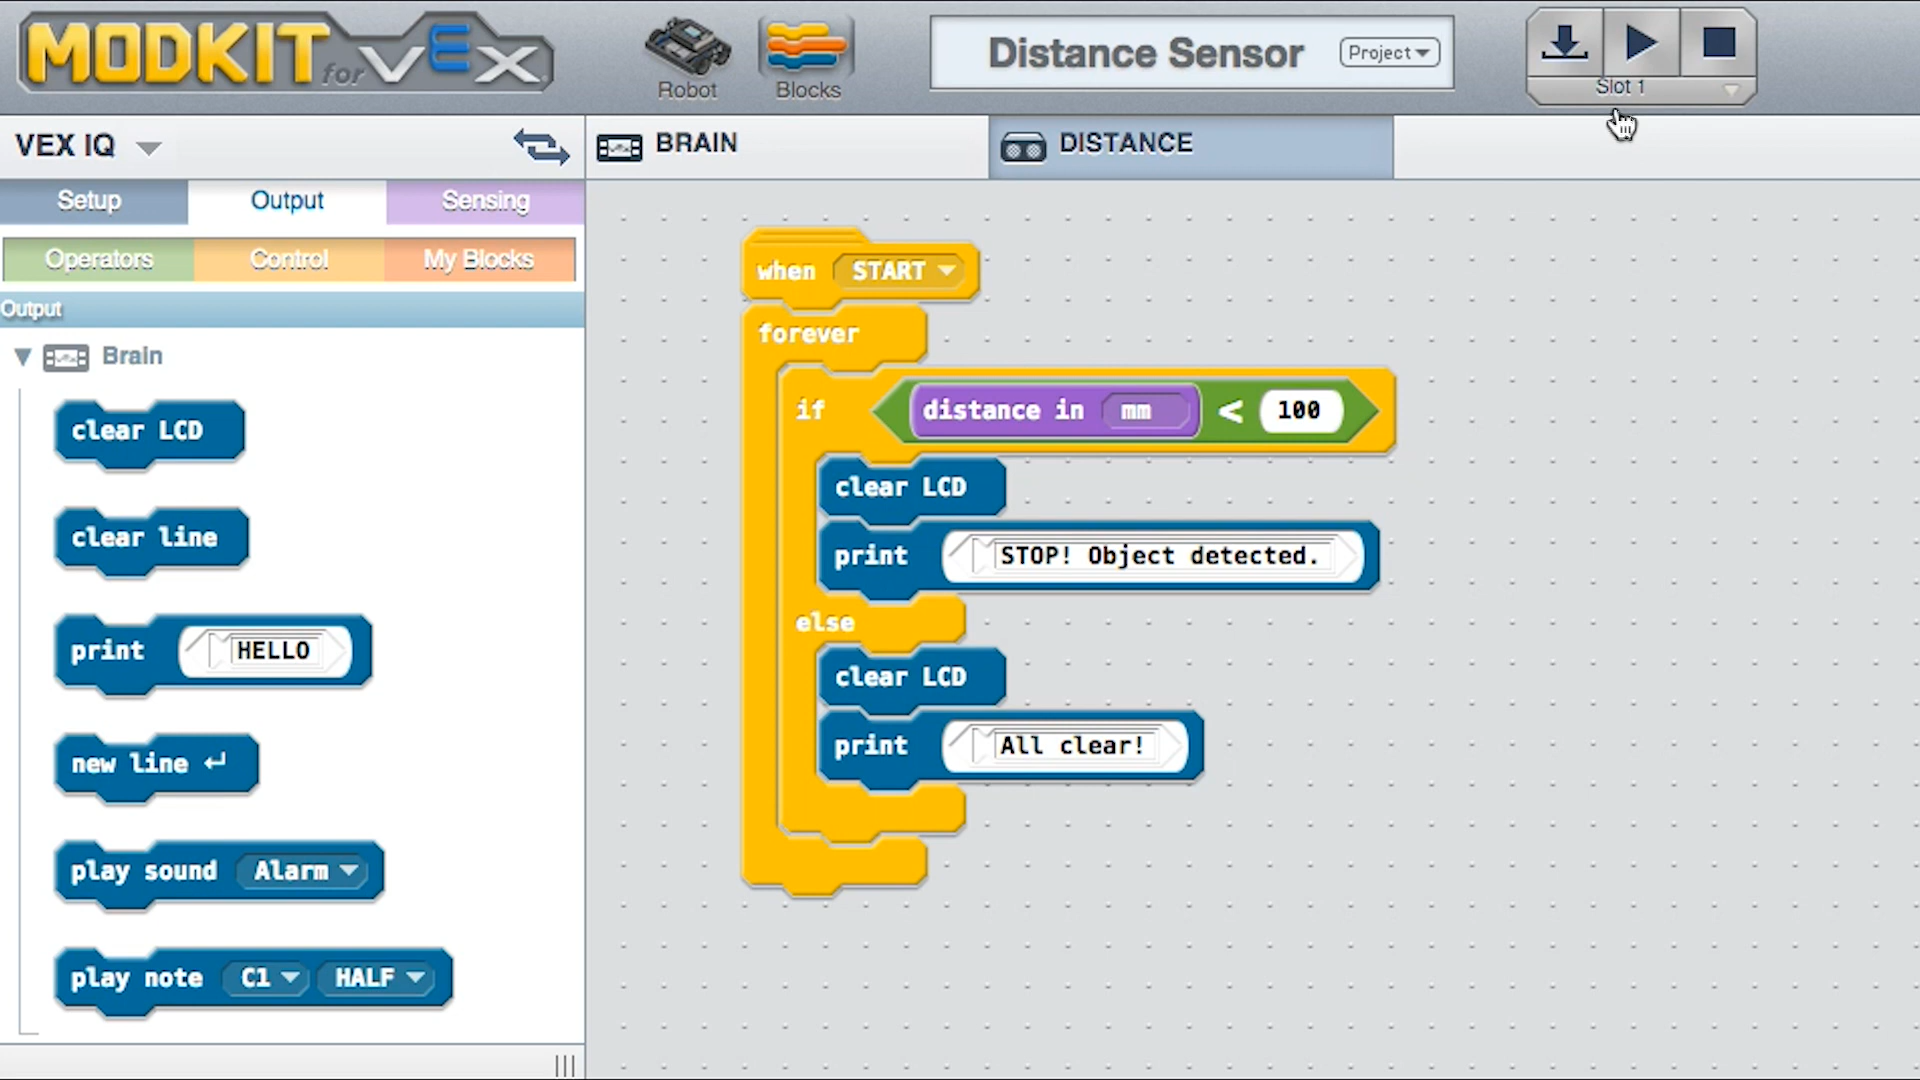 MODKIT for VEX
Robot
Blocks
Distance Sensor
Project
Slot 1
VEX IQ
BRAIN
DISTANCE
Setup
Output
Sensing
Operators
Control
My Blocks
Output
Brain
clear LCD
clear line
print HELLO
new line ↵
play sound Alarm
play note C1 HALF
when START
forever
if distance in mm < 100
clear LCD
print STOP! Object detected.
else
clear LCD
print All clear!